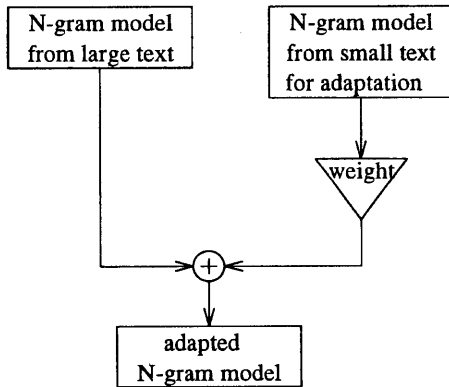 N-gram model
from large text
N-gram model
from small text
for adaptation
weight
+
adapted
N-gram model